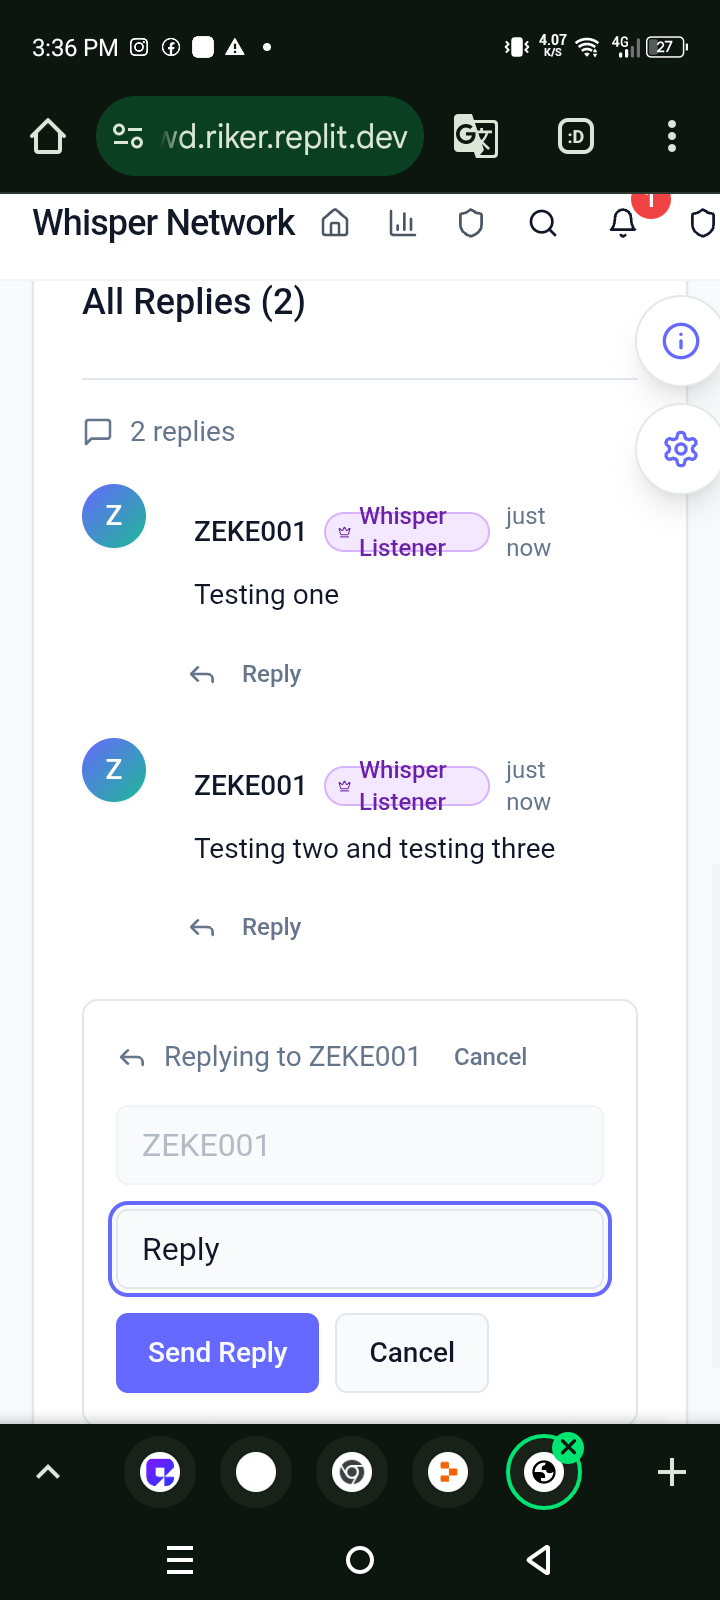 3:36 PM
4.07
K/S
4G
27
wd.riker.replit.dev
:D
Whisper Network
1
All Replies (2)
2 replies
Z
ZEKE001
Whisper
Listener
just
now
Testing one
Reply
Z
ZEKE001
Whisper
Listener
just
now
Testing two and testing three
Reply
Replying to ZEKE001
Cancel
ZEKE001
Reply
Send Reply
Cancel